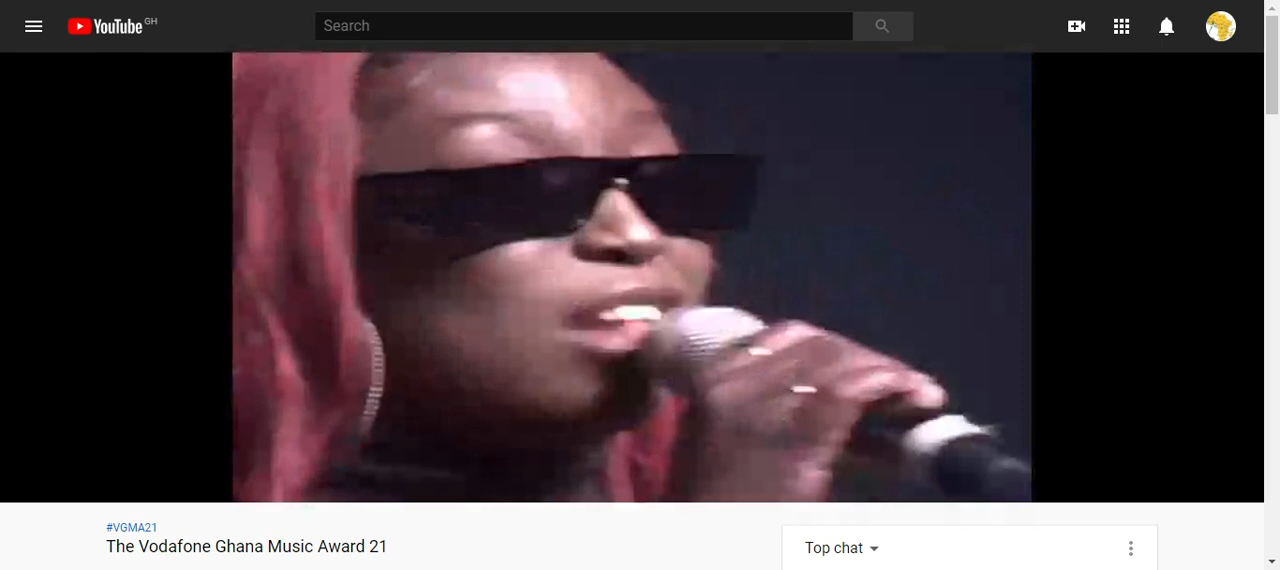 YouTube GH
Search
#VGMA21
The Vodafone Ghana Music Award 21
Top chat